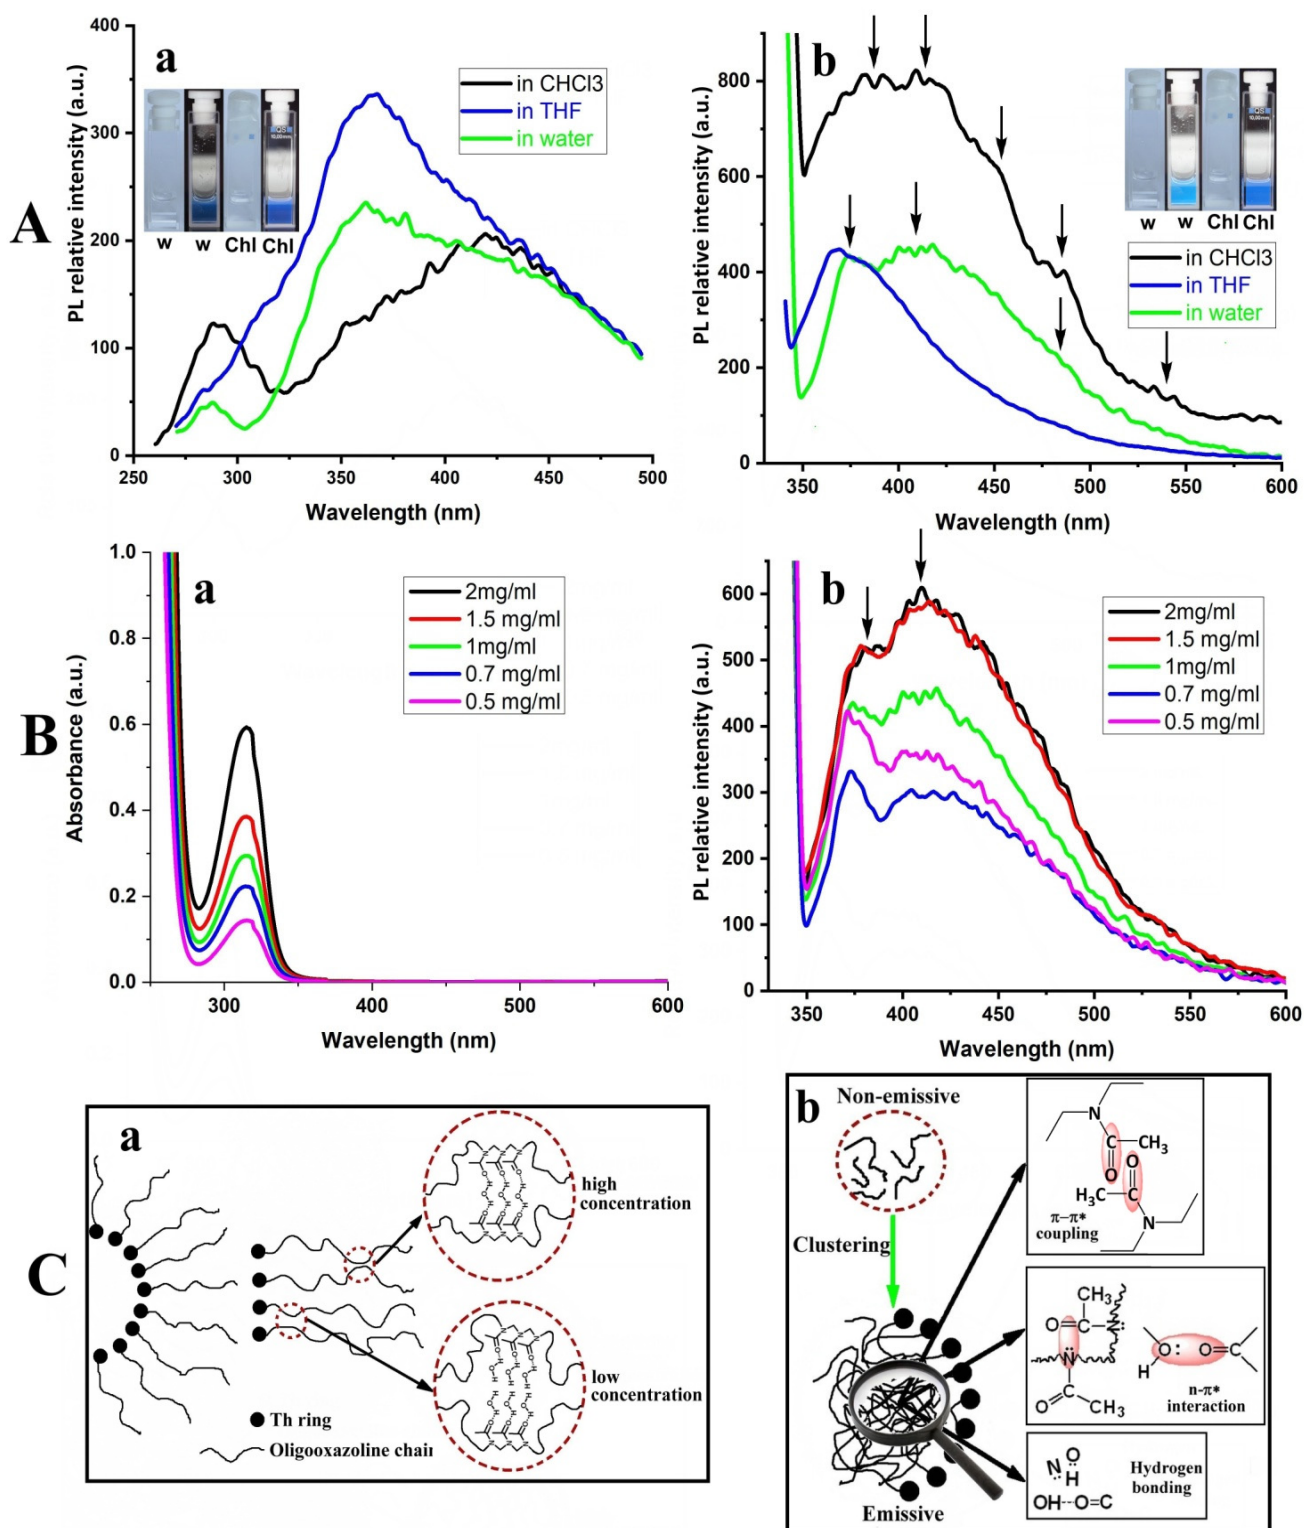 A
a
PL relative intensity (a.u.)
400
300
200
100
0
250 300 350 400 450 500
Wavelength (nm)
in CHCl3
in THF
in water
QS
10.00mm
w w Chl Chl
b
PL relative intensity (a.u.)
800
600
400
200
0
350 400 450 500 550 600
Wavelength (nm)
w w Chl Chl
in CHCl3
in THF
in water
B
a
Absorbance (a.u.)
1.0
0.8
0.6
0.4
0.2
0.0
300 400 500 600
Wavelength (nm)
2mg/ml
1.5 mg/ml
1mg/ml
0.7 mg/ml
0.5 mg/ml
b
PL relative intensity (a.u.)
600
500
400
300
200
100
0
350 400 450 500 550 600
Wavelength (nm)
2mg/ml
1.5 mg/ml
1mg/ml
0.7 mg/ml
0.5 mg/ml
C
a
high
concentration
low
concentration
Th ring
Oligooxazoline chain
b
Non-emissive
Clustering
Emissive
N
C CH₃
O O
H₃C C
N
π–π*
coupling
CH₃
O C N:
N
O C CH₃
H O: O=C
n-π*
interaction
N O
H
OH---O=C
Hydrogen
bonding